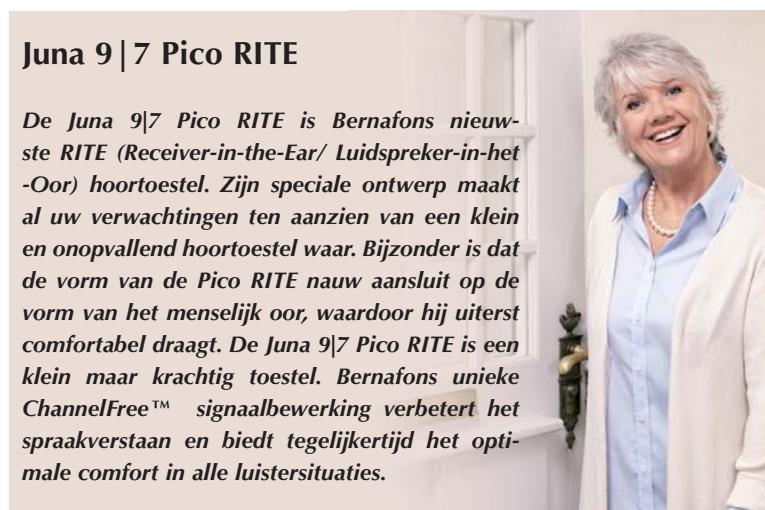 Juna 9|7 Pico RITE
De Juna 9|7 Pico RITE is Bernafons nieuw-
ste RITE (Receiver-in-the-Ear/ Luidspreker-in-het
-Oor) hoortoestel. Zijn speciale ontwerp maakt
al uw verwachtingen ten aanzien van een klein
en onopvallend hoortoestel waar. Bijzonder is dat
de vorm van de Pico RITE nauw aansluit op de
vorm van het menselijk oor, waardoor hij uiterst
comfortabel draagt. De Juna 9|7 Pico RITE is een
klein maar krachtig toestel. Bernafons unieke
ChannelFree™ signaalbewerking verbetert het
spraakverstaan en biedt tegelijkertijd het opti-
male comfort in alle luistersituaties.